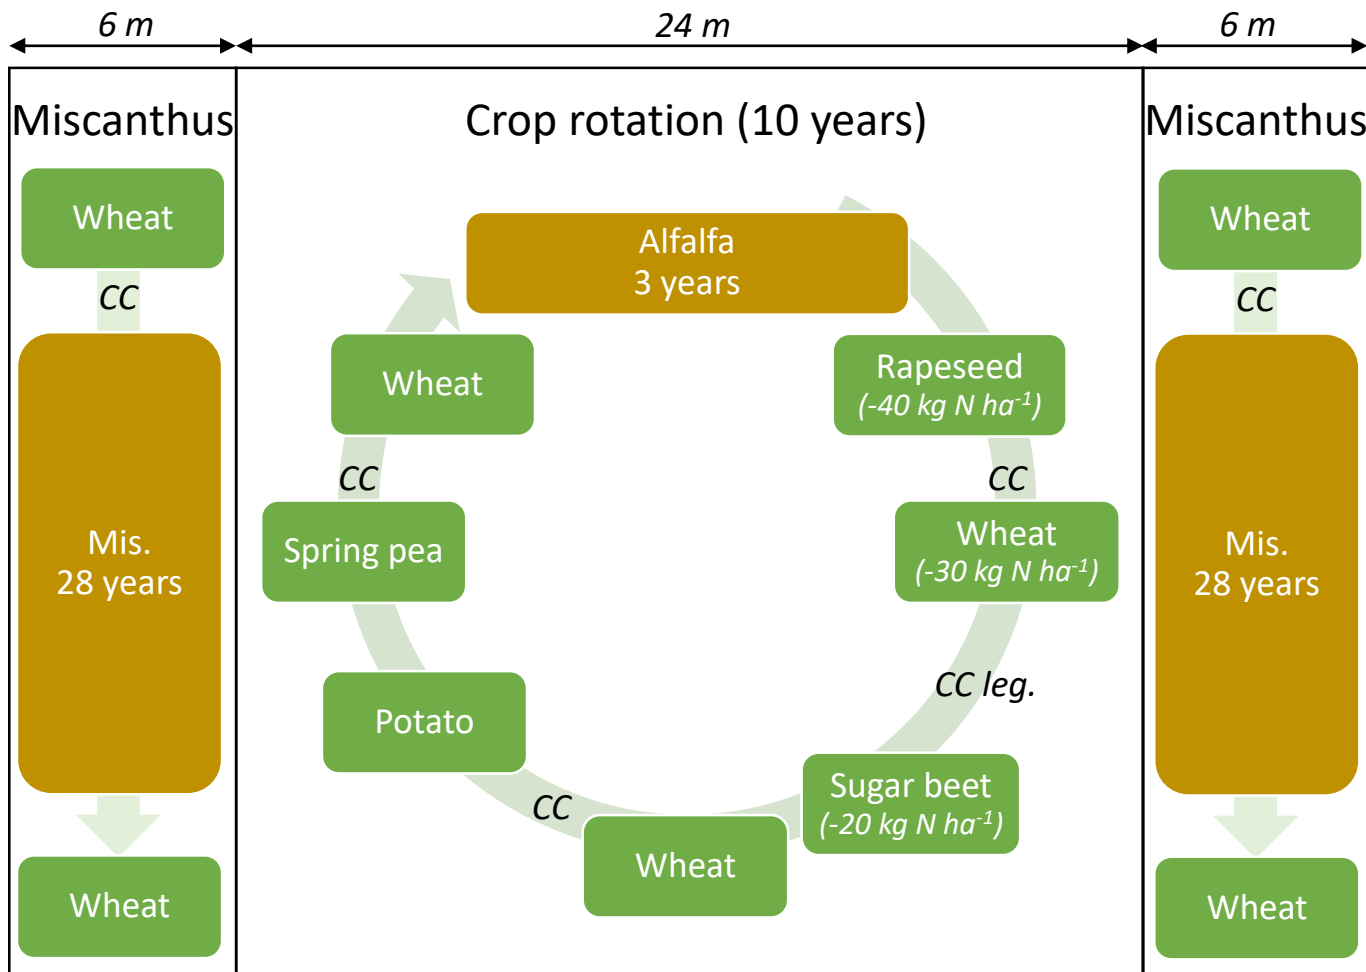 6 m
24 m
6 m
Miscanthus
Wheat
CC
Mis.
28 years
Wheat
Crop rotation (10 years)
Alfalfa
3 years
Rapeseed
(-40 kg N ha⁻¹)
CC
Wheat
(-30 kg N ha⁻¹)
CC leg.
Sugar beet
(-20 kg N ha⁻¹)
Wheat
CC
Potato
Spring pea
CC
Wheat
Miscanthus
Wheat
CC
Mis.
28 years
Wheat